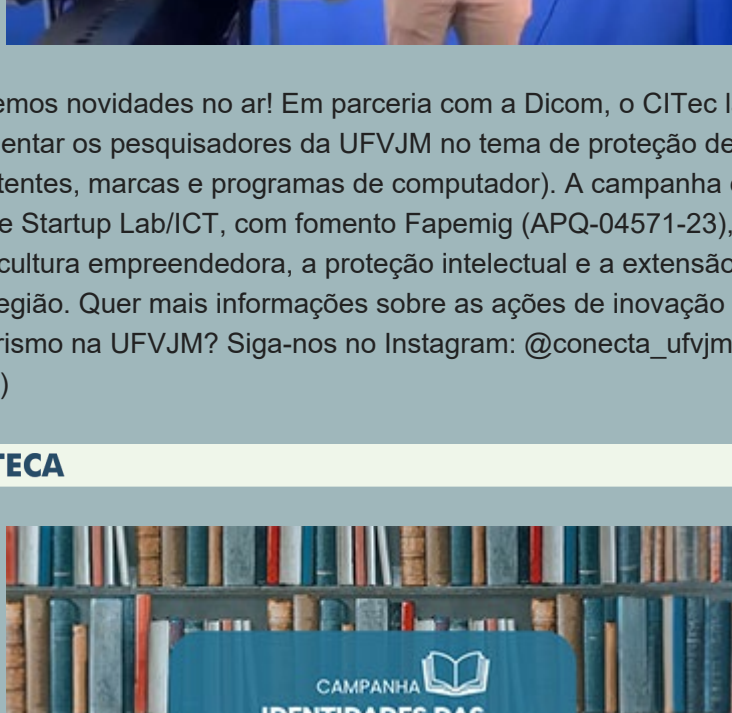 emos novidades no ar! Em parceria com a Dicom, o CITec l
entar os pesquisadores da UFVJM no tema de proteção de
tentes, marcas e programas de computador). A campanha
e Startup Lab/ICT, com fomento Fapemig (APQ-04571-23),
cultura empreendedora, a proteção intelectual e a extensão
egião. Quer mais informações sobre as ações de inovação
rismo na UFVJM? Siga-nos no Instagram: @conecta_ufvjm
)
TECA
CAMPANHA
IDENTIDADES DAS